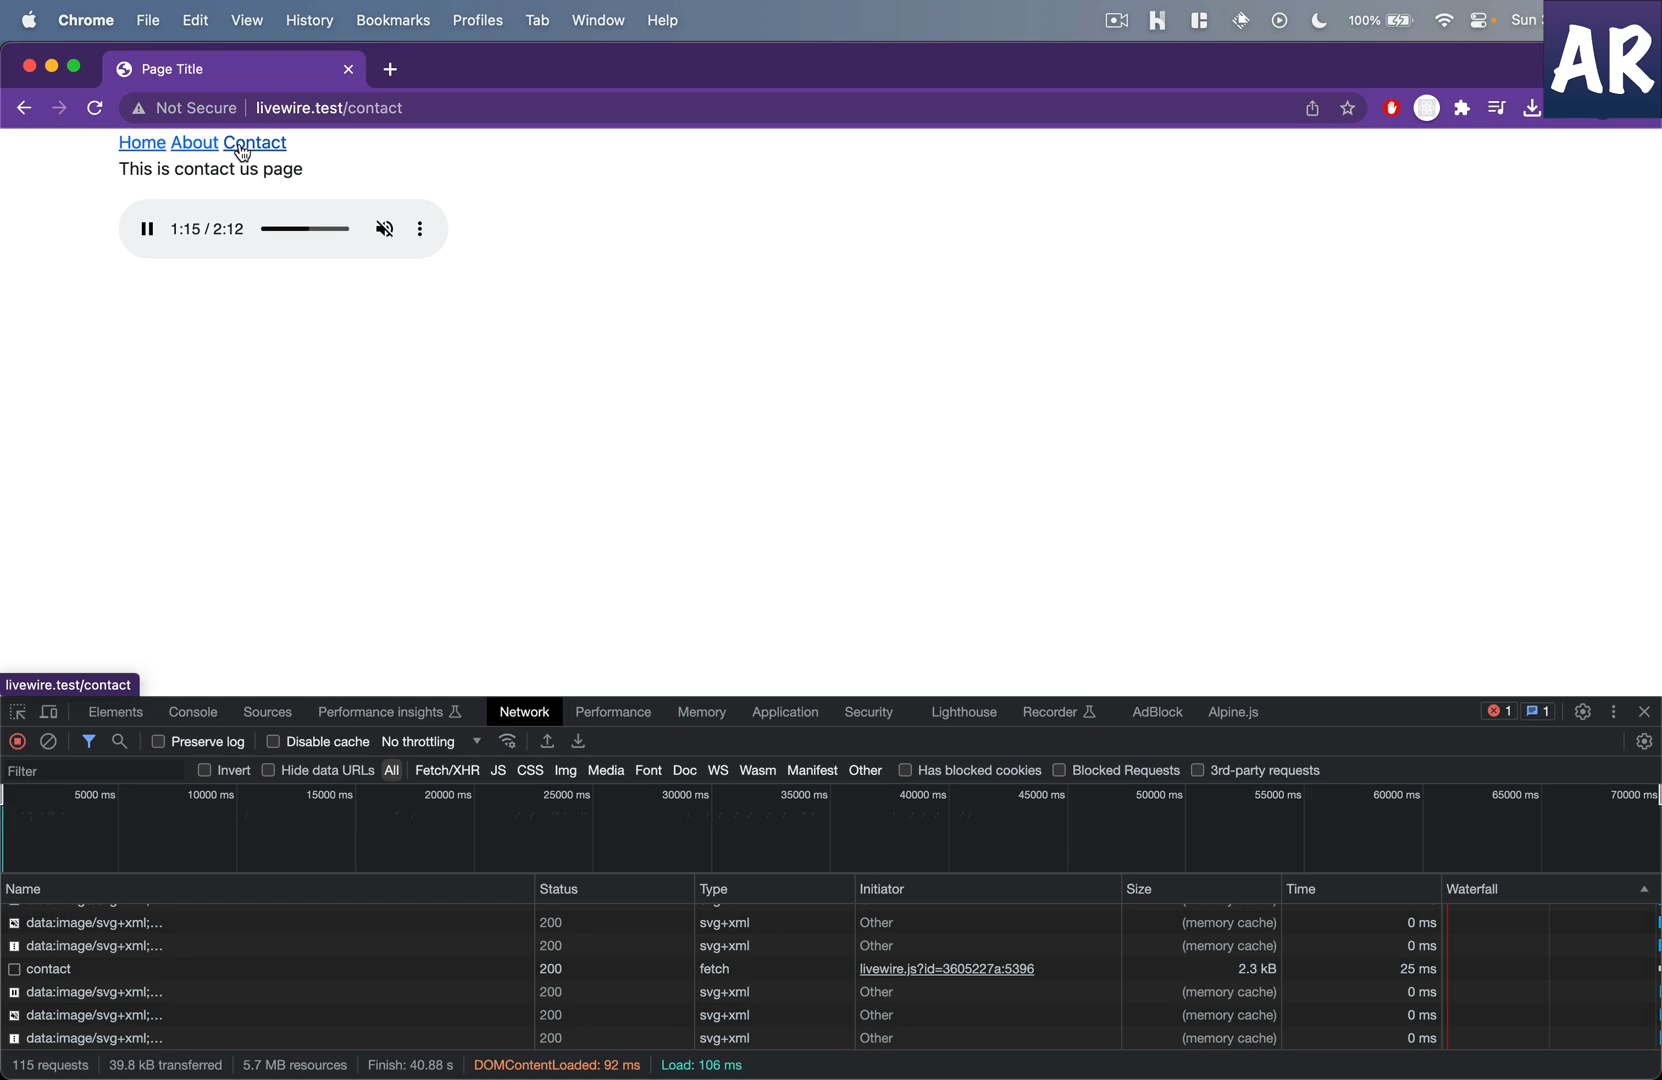 Chrome File Edit View History Bookmarks Profiles Tab Window Help 100% Sun
AR
Page Title
Not Secure livewire.test/contact
Home About Contact
This is contact us page
1:15 / 2:12
livewire.test/contact
Elements Console Sources Performance insights Network Performance Memory Application Security Lighthouse Recorder AdBlock Alpine.js 1 1
Preserve log Disable cache No throttling
Filter Invert Hide data URLs All Fetch/XHR JS CSS Img Media Font Doc WS Wasm Manifest Other Has blocked cookies Blocked Requests 3rd-party requests
5000 ms 10000 ms 15000 ms 20000 ms 25000 ms 30000 ms 35000 ms 40000 ms 45000 ms 50000 ms 55000 ms 60000 ms 65000 ms 70000 ms
Name Status Type Initiator Size Time Waterfall
data:image/svg+xml;... 200 svg+xml Other (memory cache) 0 ms
data:image/svg+xml;... 200 svg+xml Other (memory cache) 0 ms
contact 200 fetch livewire.js?id=3605227a:5396 2.3 kB 25 ms
data:image/svg+xml;... 200 svg+xml Other (memory cache) 0 ms
data:image/svg+xml;... 200 svg+xml Other (memory cache) 0 ms
data:image/svg+xml;... 200 svg+xml Other (memory cache) 0 ms
115 requests 39.8 kB transferred 5.7 MB resources Finish: 40.88 s DOMContentLoaded: 92 ms Load: 106 ms